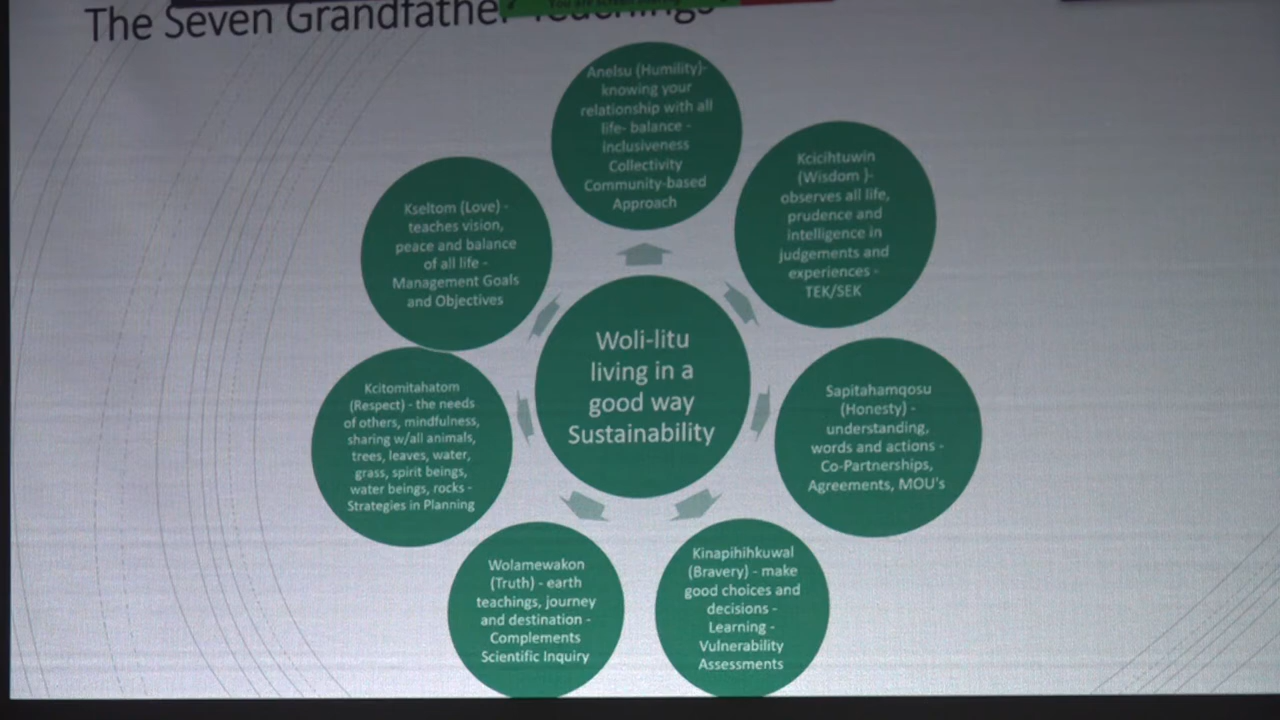 The Seven Grandfather Teachings
You are screen sharing
Anelsu (Humility)-
knowing your
relationship with all
life- balance -
Inclusiveness
Collectivity
Community-based
Approach
Kcicihtuwin
(Wisdom )-
observes all life,
prudence and
intelligence in
judgements and
experiences -
TEK/SEK
Sapitahamqosu
(Honesty) -
understanding,
words and actions -
Co-Partnerships,
Agreements, MOU's
Kinapihihkuwal
(Bravery) - make
good choices and
decisions -
Learning -
Vulnerability
Assessments
Wolamewakon
(Truth) - earth
teachings, journey
and destination -
Complements
Scientific Inquiry
Kcitomitahatom
(Respect) - the needs
of others, mindfulness,
sharing w/all animals,
trees, leaves, water,
grass, spirit beings,
water beings, rocks -
Strategies in Planning
Kseltom (Love) -
teaches vision,
peace and balance
of all life -
Management Goals
and Objectives
Woli-litu
living in a
good way
Sustainability